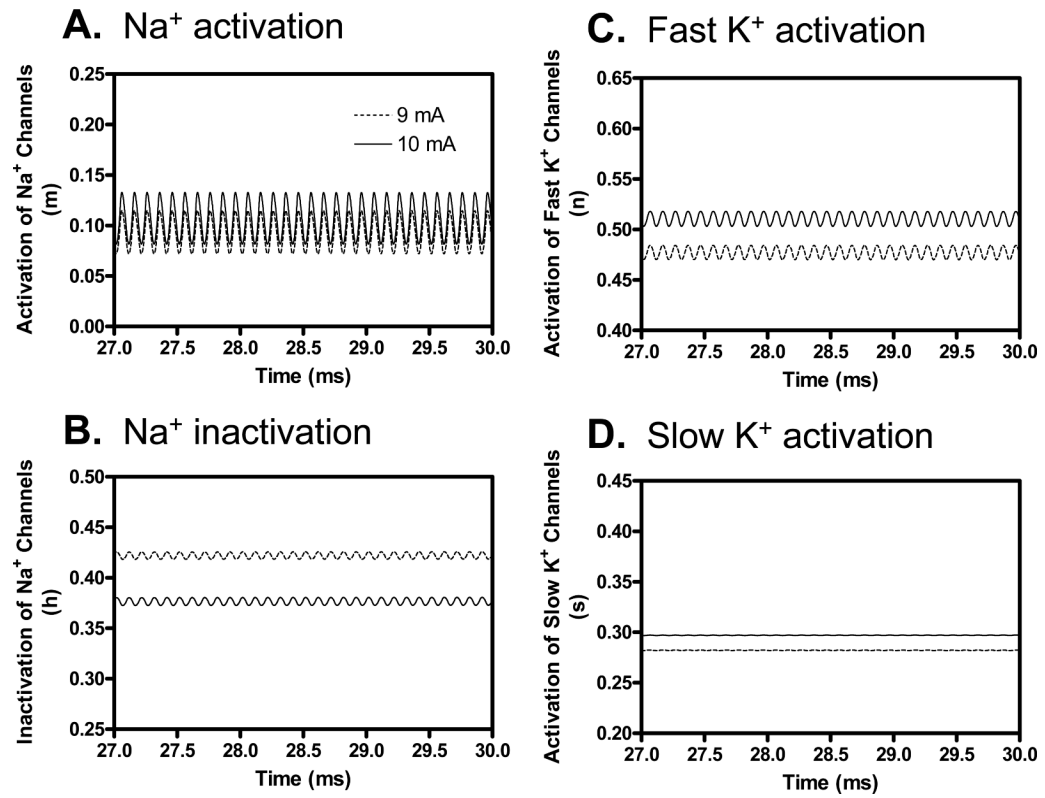 A. Na⁺ activation
Activation of Na⁺ Channels
(m)
0.25
0.20
0.15
0.10
0.05
0.00
9 mA
10 mA
27.0 27.5 28.0 28.5 29.0 29.5 30.0
Time (ms)
B. Na⁺ inactivation
Inactivation of Na⁺ Channels
(h)
0.50
0.45
0.40
0.35
0.30
0.25
27.0 27.5 28.0 28.5 29.0 29.5 30.0
Time (ms)
C. Fast K⁺ activation
Activation of Fast K⁺ Channels
(n)
0.65
0.60
0.55
0.50
0.45
0.40
27.0 27.5 28.0 28.5 29.0 29.5 30.0
Time (ms)
D. Slow K⁺ activation
Activation of Slow K⁺ Channels
(s)
0.45
0.40
0.35
0.30
0.25
0.20
27.0 27.5 28.0 28.5 29.0 29.5 30.0
Time (ms)